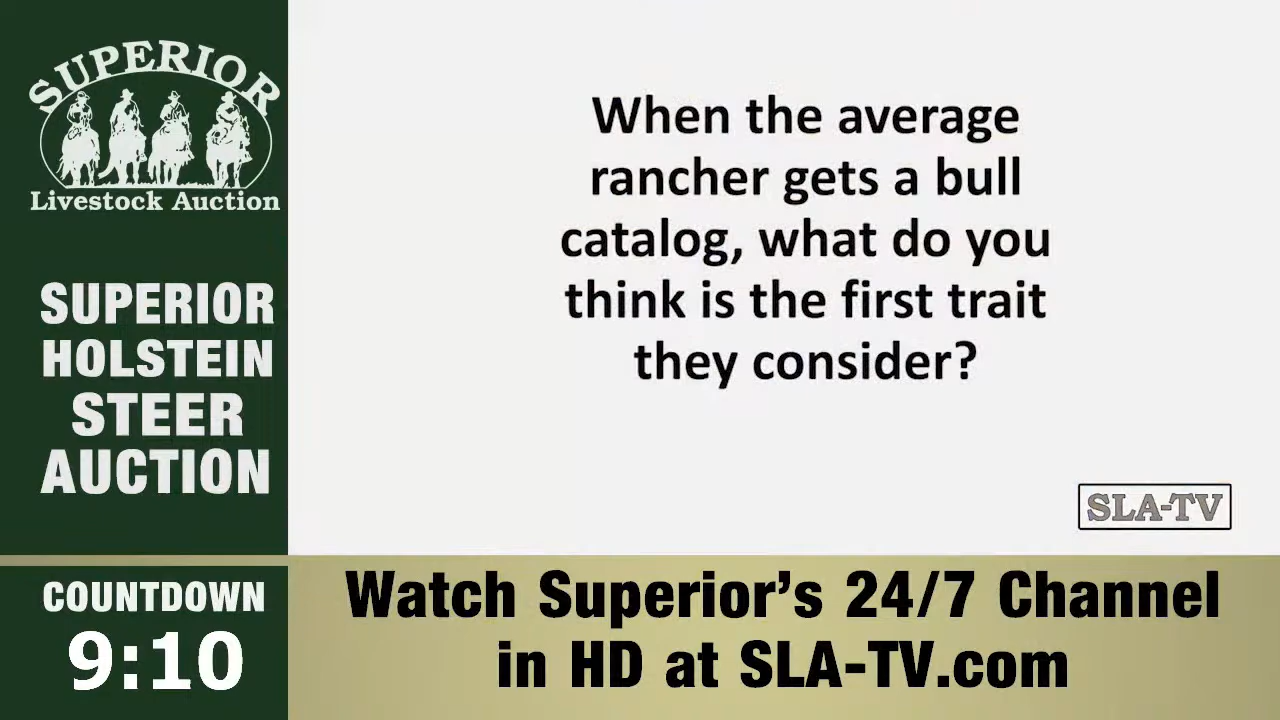 SUPERIOR
Livestock Auction
SUPERIOR
HOLSTEIN
STEER
AUCTION
COUNTDOWN
9:10
When the average
rancher gets a bull
catalog, what do you
think is the first trait
they consider?
SLA-TV
Watch Superior’s 24/7 Channel
in HD at SLA-TV.com